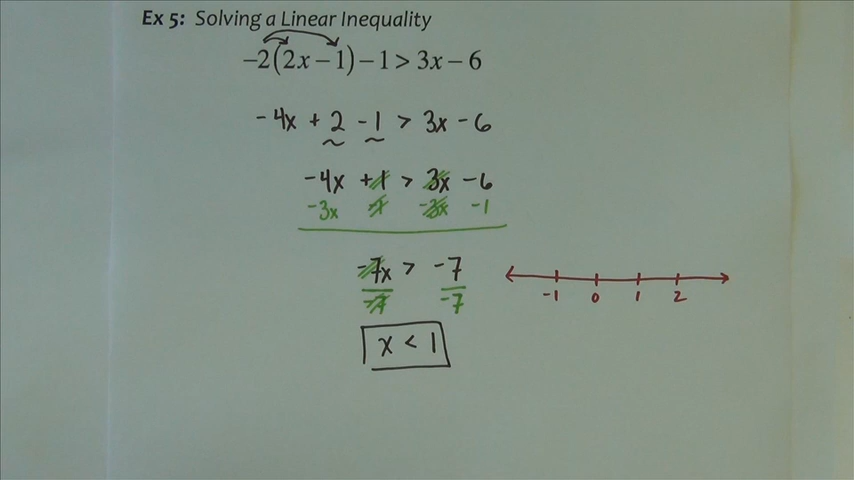 Ex 5: Solving a Linear Inequality
−2(2x−1)−1>3x−6
-4x + 2 - 1 > 3x - 6
-4x + 1 > 3x - 6
-3x -1 -3x -1
-7x > -7
-7 -7
-1 0 1 2
x < 1